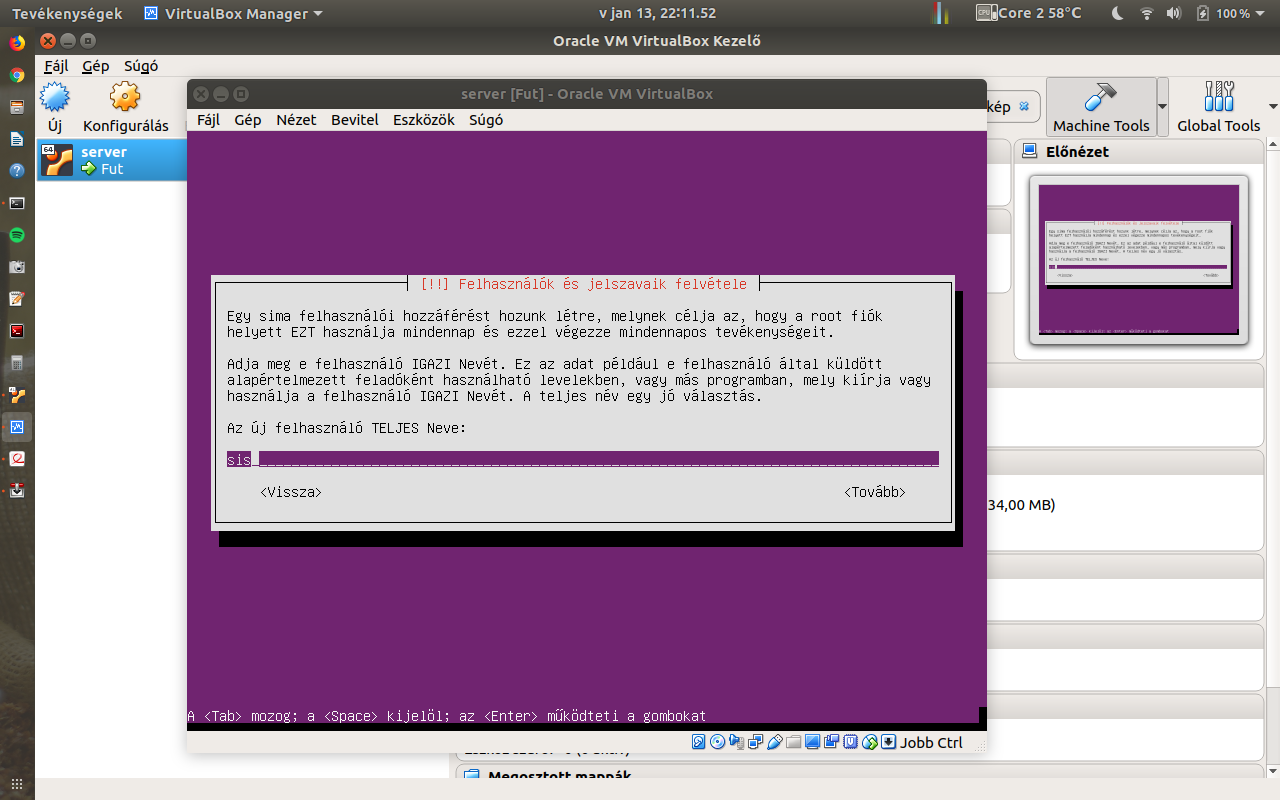 Tevékenységek
VirtualBox Manager
v jan 13, 22:11.52
CPU
Core 2 58°C
100 %
Oracle VM VirtualBox Kezelő
Fájl Gép Súgó
Új
Konfigurálás
kép
Machine Tools
Global Tools
64
server
Fut
server [Fut] - Oracle VM VirtualBox
Fájl Gép Nézet Bevitel Eszközök Súgó
Előnézet
[!!] Felhasználók és jelszavaik felvétele
Egy sima felhasználói hozzáférést hozunk létre, melynek célja az, hogy a root fiók
helyett EZT használja mindennap és ezzel végezze mindennapos tevékenységeit.
Adja meg e felhasználó IGAZI Nevét. Ez az adat például e felhasználó által küldött
alapértelmezett feladóként használható levelekben, vagy más programban, mely kiírja vagy
használja a felhasználó IGAZI Nevét. A teljes név egy jó választás.
Az új felhasználó TELJES Neve:
sis
<Vissza>
<Tovább>
34,00 MB)
A <Tab> mozog; a <Space> kijelöl; az <Enter> működteti a gombokat
Jobb Ctrl
Megosztott mappák